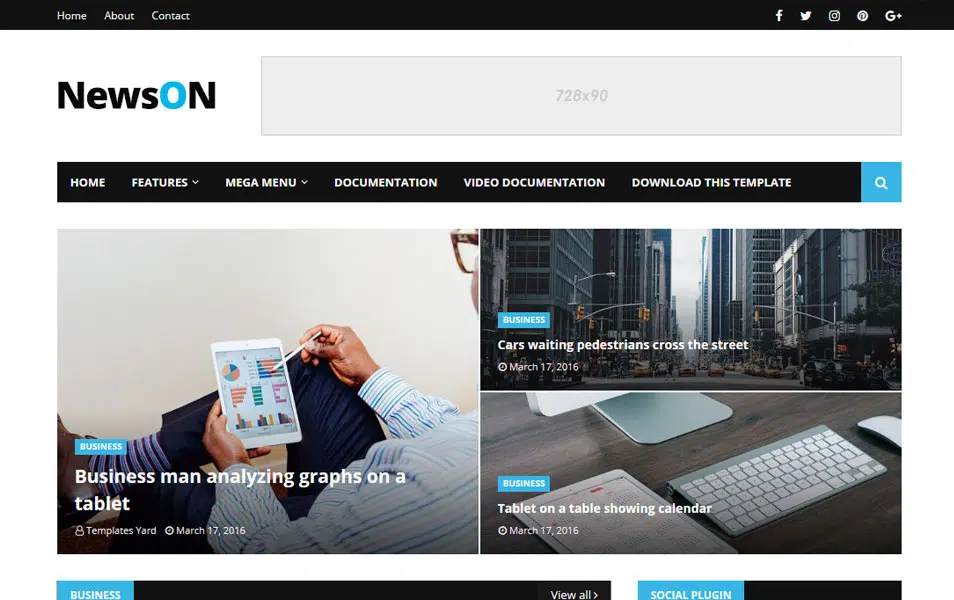 Home About Contact
NewsON
728x90
HOME FEATURES MEGA MENU DOCUMENTATION VIDEO DOCUMENTATION DOWNLOAD THIS TEMPLATE
BUSINESS
Business man analyzing graphs on a
tablet
Templates Yard March 17, 2016
BUSINESS
Cars waiting pedestrians cross the street
March 17, 2016
BUSINESS
Tablet on a table showing calendar
March 17, 2016
BUSINESS View all
SOCIAL PLUGIN